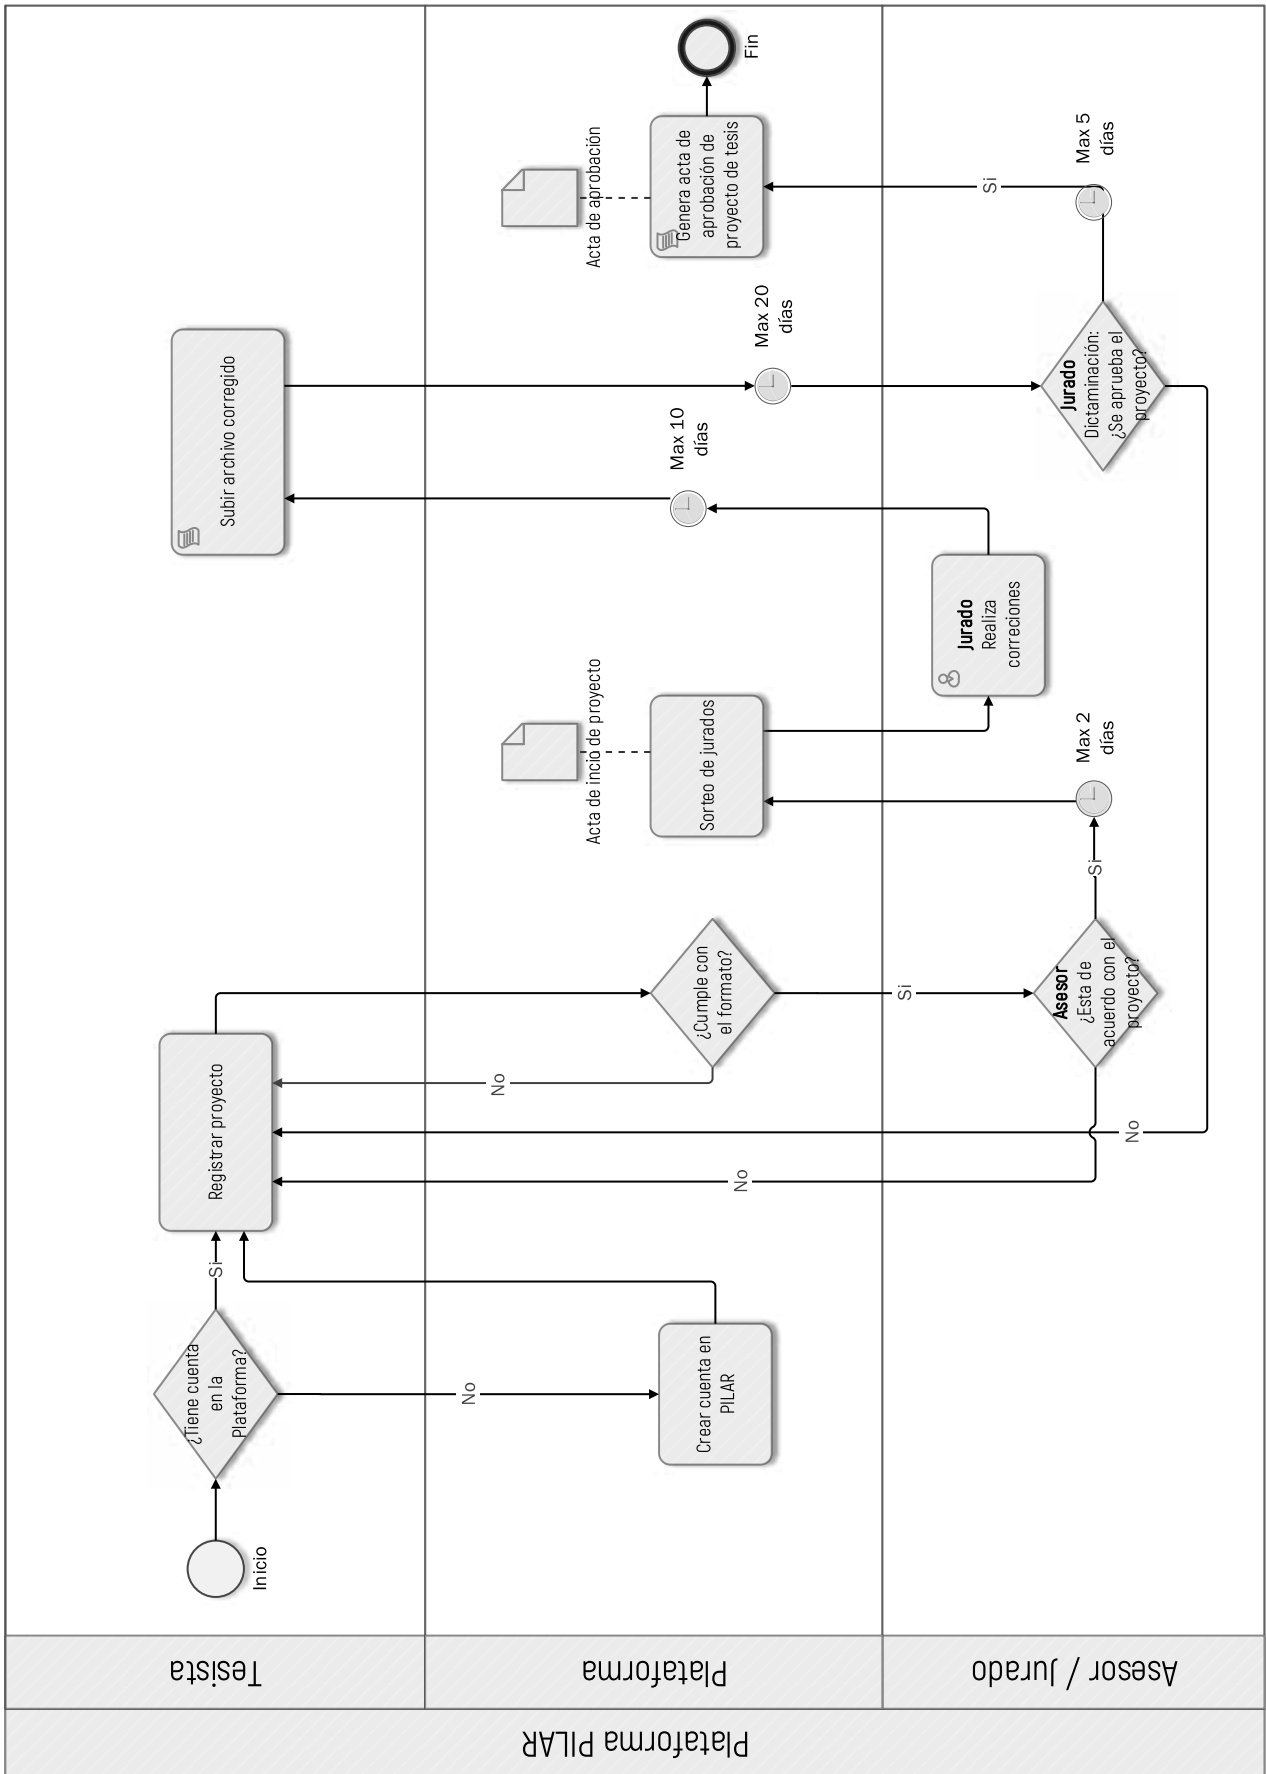 Plataforma PILAR
Tesista
Plataforma
Asesor / Jurado
Inicio
¿Tiene cuenta
en la
Plataforma?
Si
No
Crear cuenta en
PILAR
Registrar proyecto
No
No
No
¿Cumple con
el formato?
Si
Asesor
¿Esta de
acuerdo con el
proyecto?
Si
Max 2
días
Sorteo de jurados
Acta de incio de proyecto
Jurado
Realiza
correciones
Max 10
días
Subir archivo corregido
Max 20
días
Jurado
Dictaminación:
¿Se aprueba el
proyecto?
Max 5
días
Si
Genera acta de
aprobación de
proyecto de tesis
Acta de aprobación
Fin